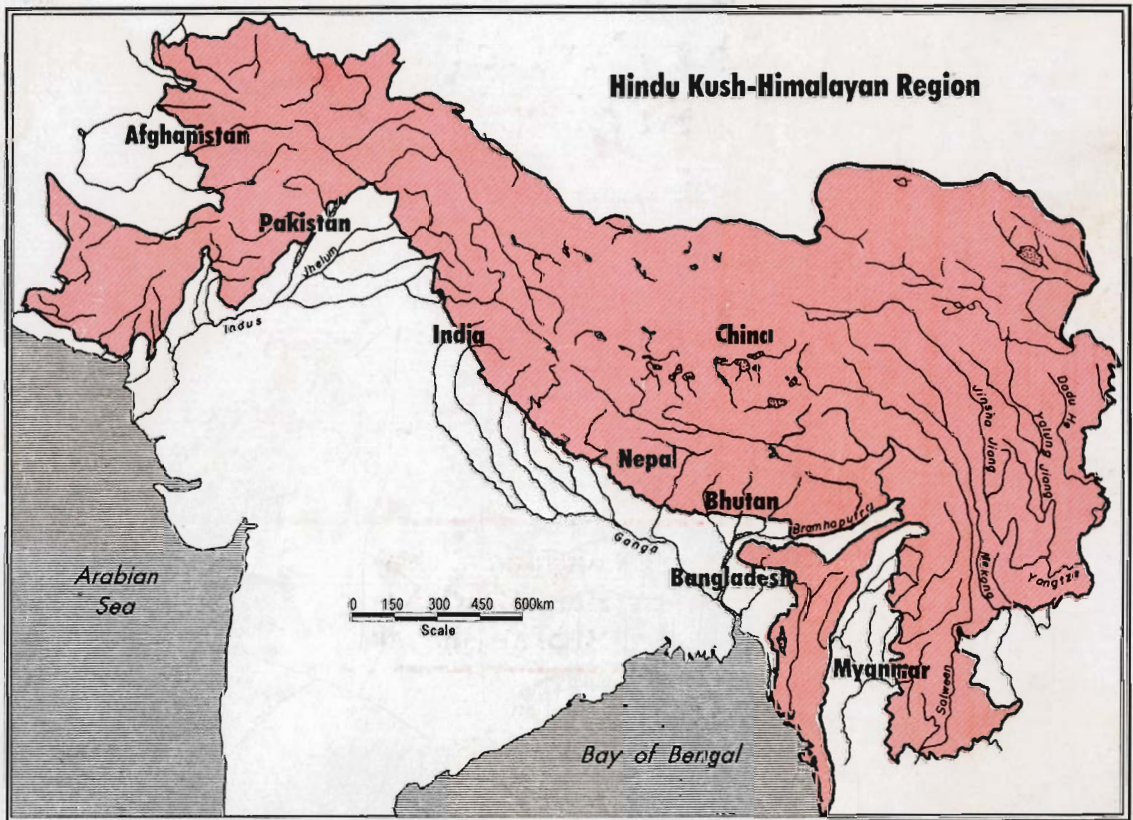 Hindu Kush-Himalayan Region
Afghanistan
Pakistan
Jhelum
Indus
India
China
Jinsha Jiang
Yalung Jiang
Dadu He
Nepal
Bhutan
Bramhaputra
Ganga
Mekong
Yangtzie
Bangladesh
Arabian
Sea
0 150 300 450 600km
Scale
Myanmar
Salween
Bay of Bengal